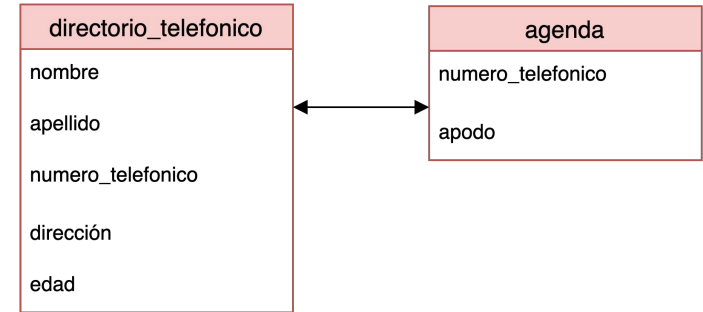 directorio_telefonico
nombre
apellido
numero_telefonico
dirección
edad
agenda
numero_telefonico
apodo